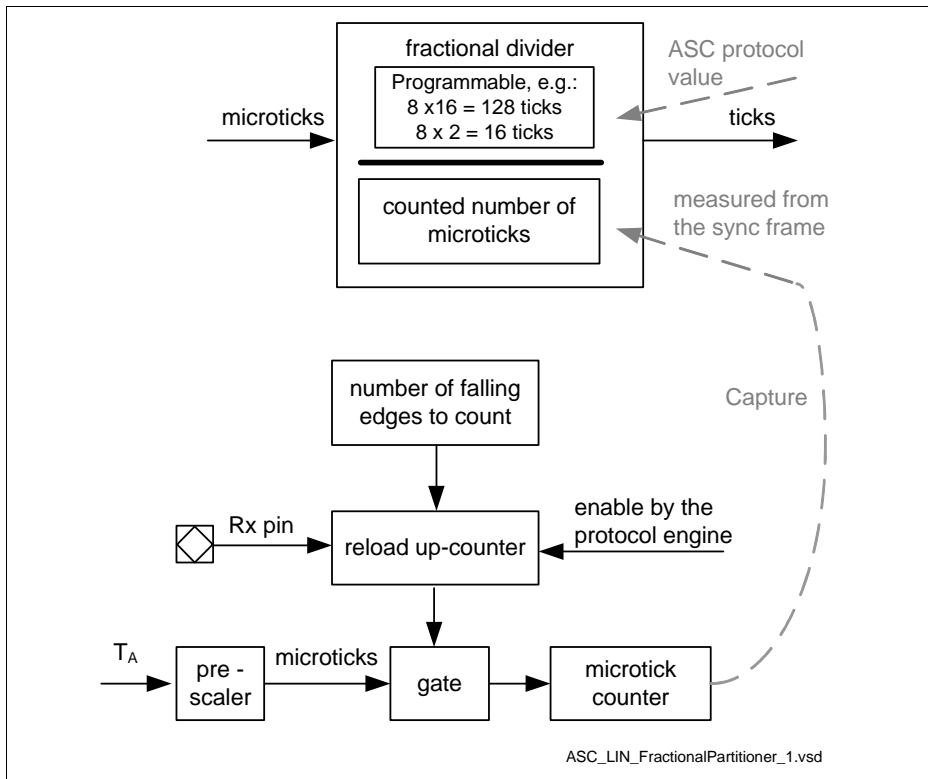 fractional divider
Programmable, e.g.:
8 x16 = 128 ticks
8 x 2 = 16 ticks
ASC protocol
value
microticks
ticks
counted number of
microticks
measured from
the sync frame
number of falling
edges to count
Capture
Rx pin
reload up-counter
enable by the
protocol engine
TA
pre -
scaler
microticks
gate
microtick
counter
ASC_LIN_FractionalPartitioner_1.vsd